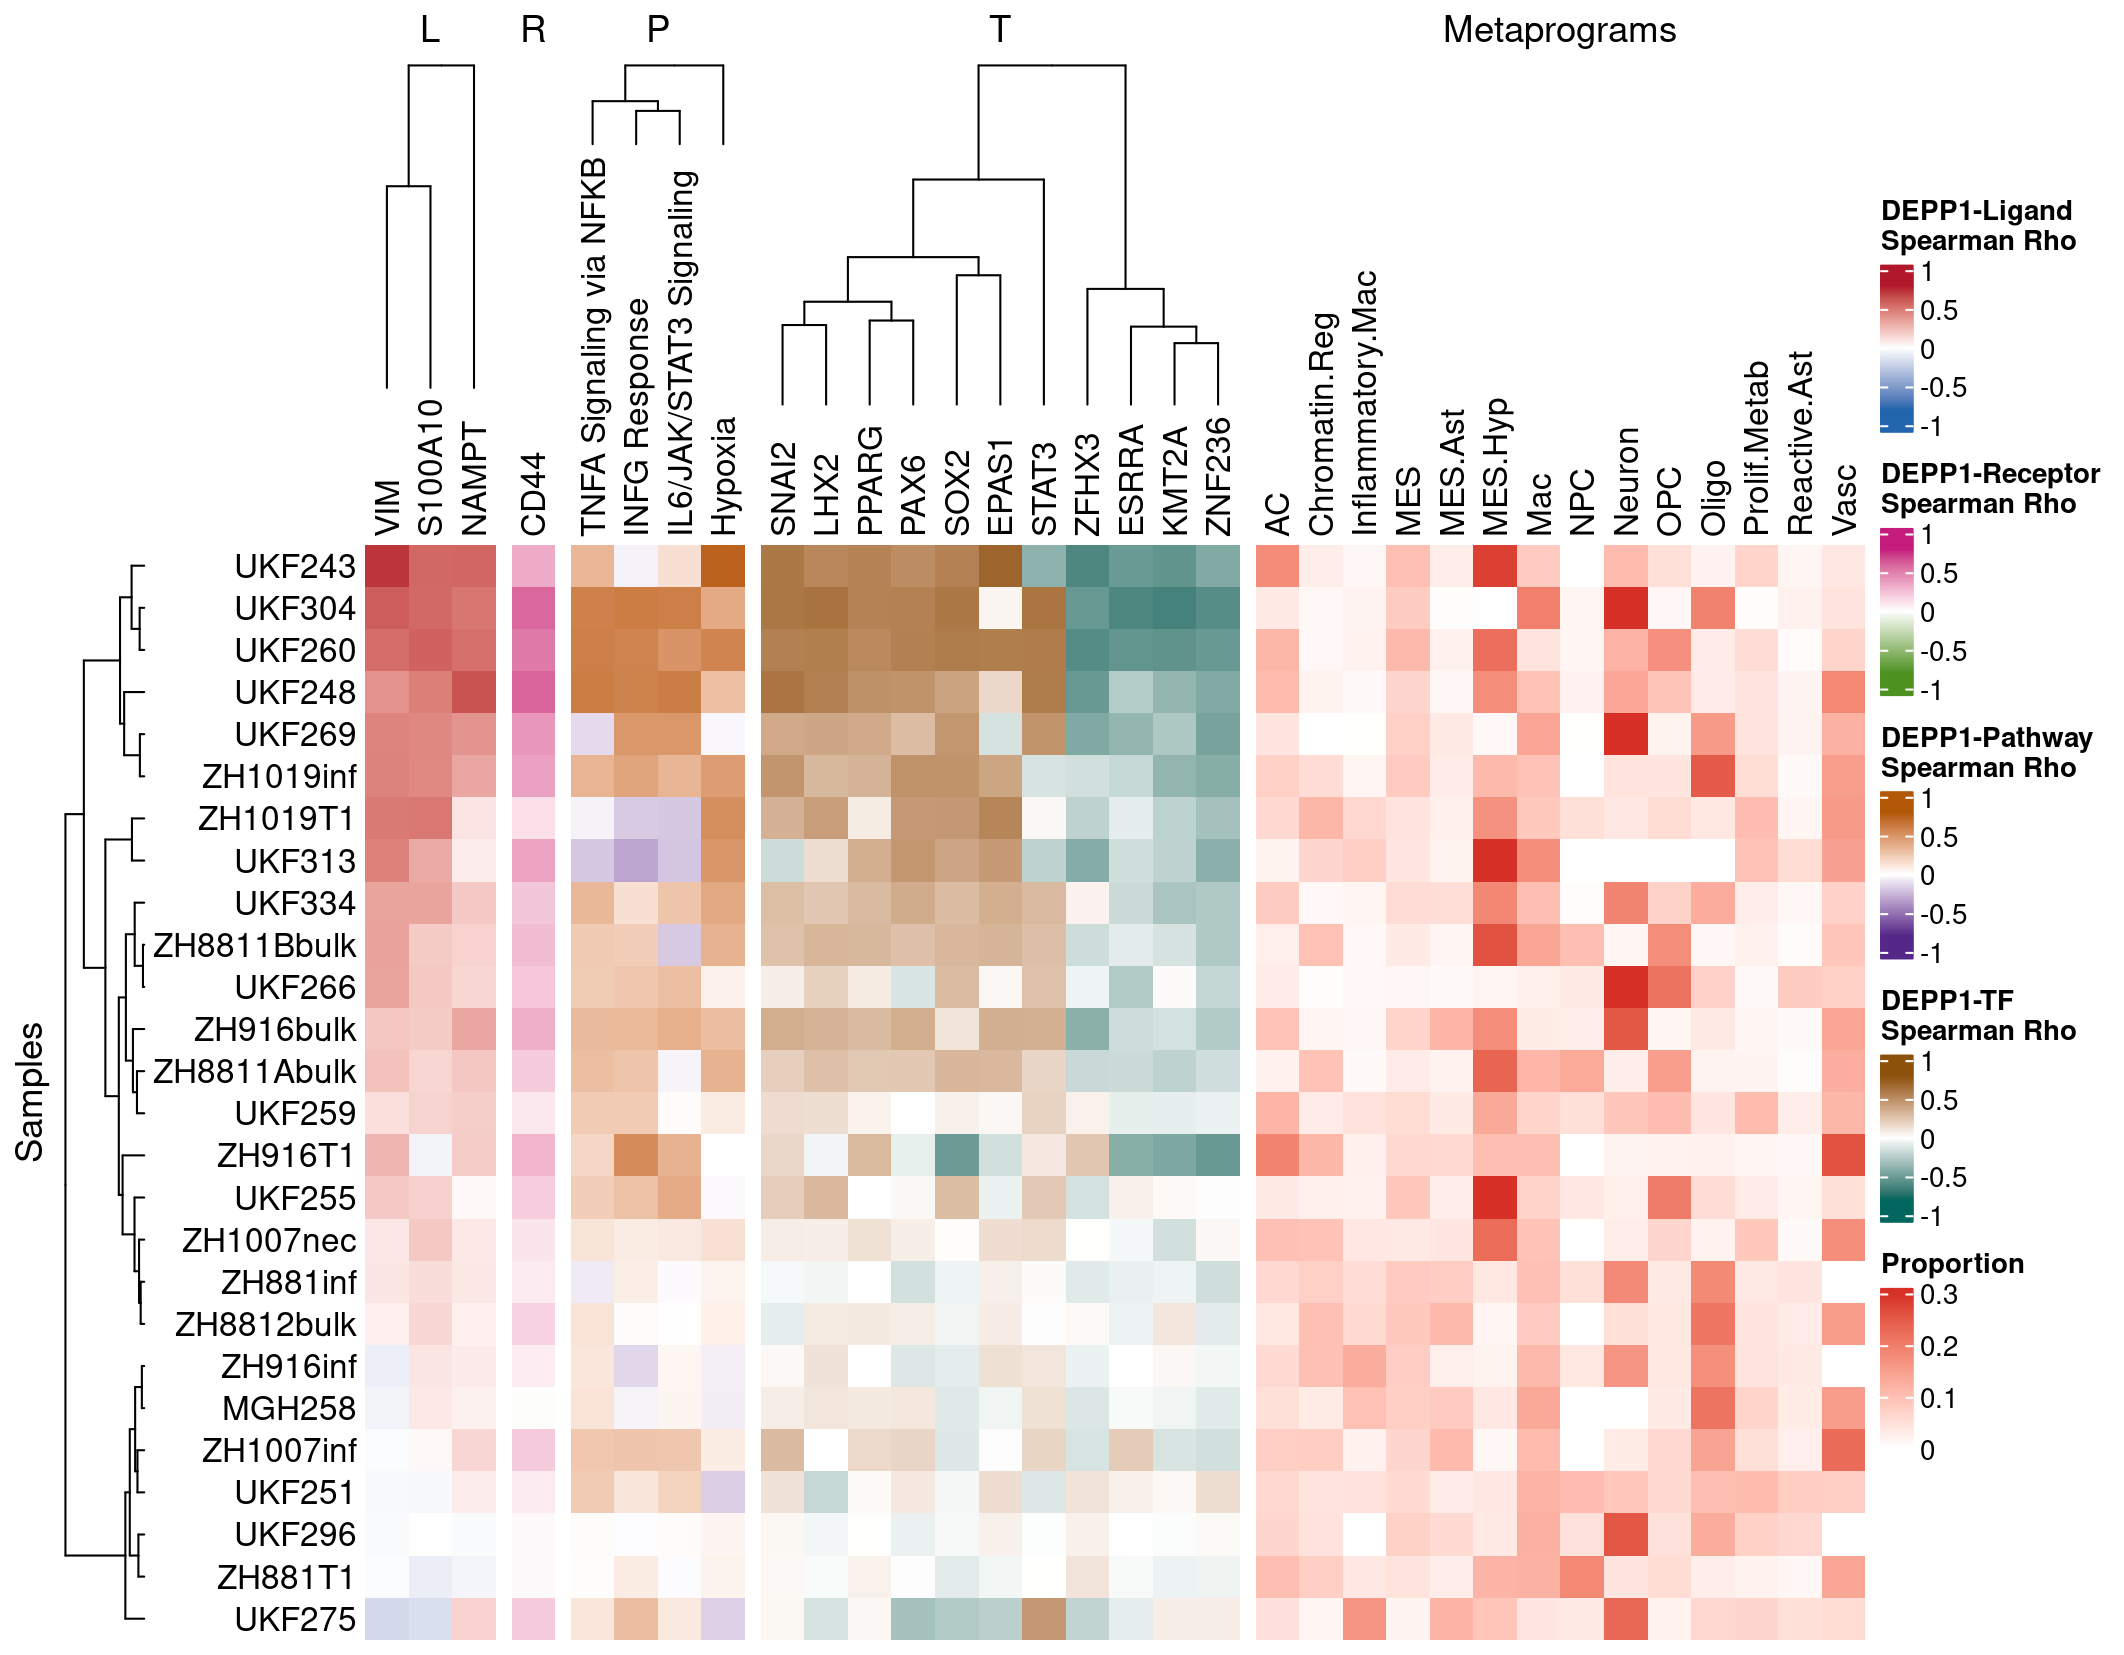 L
R
P
T
Metaprograms
VIM
S100A10
NAMPT
CD44
TNFA Signaling via NFKB
INFG Response
IL6/JAK/STAT3 Signaling
Hypoxia
SNAI2
LHX2
PPARG
PAX6
SOX2
EPAS1
STAT3
ZFHX3
ESRRA
KMT2A
ZNF236
AC
Chromatin.Reg
Inflammatory.Mac
MES
MES.Ast
MES.Hyp
Mac
NPC
Neuron
OPC
Oligo
Prolif.Metab
Reactive.Ast
Vasc
Samples
UKF243
UKF304
UKF260
UKF248
UKF269
ZH1019inf
ZH1019T1
UKF313
UKF334
ZH8811Bbulk
UKF266
ZH916bulk
ZH8811Abulk
UKF259
ZH916T1
UKF255
ZH1007nec
ZH881inf
ZH8812bulk
ZH916inf
MGH258
ZH1007inf
UKF251
UKF296
ZH881T1
UKF275
DEPP1-Ligand
Spearman Rho
1
0.5
0
-0.5
-1
DEPP1-Receptor
Spearman Rho
1
0.5
0
-0.5
-1
DEPP1-Pathway
Spearman Rho
1
0.5
0
-0.5
-1
DEPP1-TF
Spearman Rho
1
0.5
0
-0.5
-1
Proportion
0.3
0.2
0.1
0